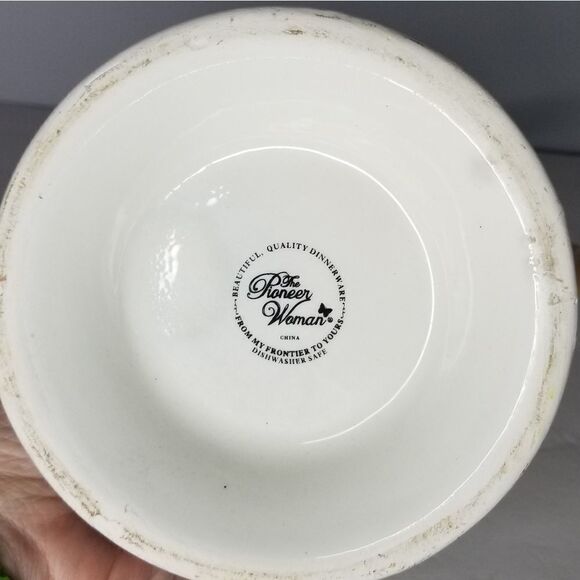 BEAUTIFUL, QUALITY DINNERWARE
The
Pioneer
Woman®
CHINA
FROM MY FRONTIER TO YOURS
DISHWASHER SAFE